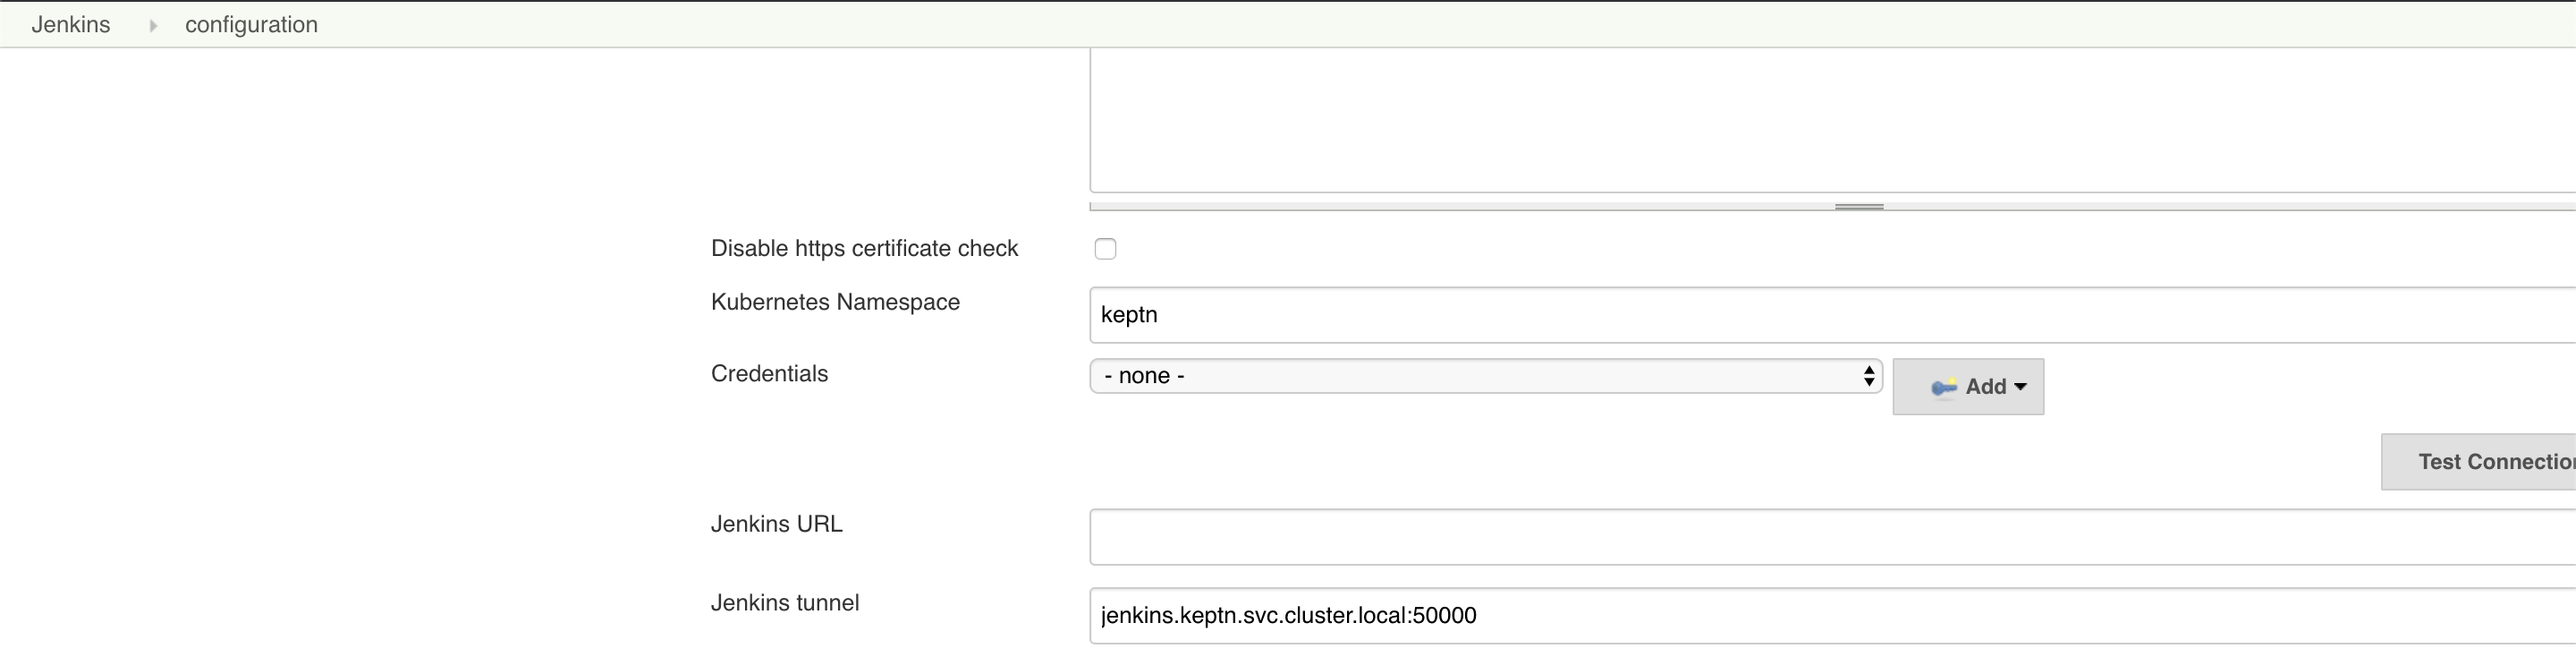 Jenkins configuration
Disable https certificate check
Kubernetes Namespace keptn
Credentials - none - Add
Test Connection
Jenkins URL
Jenkins tunnel jenkins.keptn.svc.cluster.local:50000